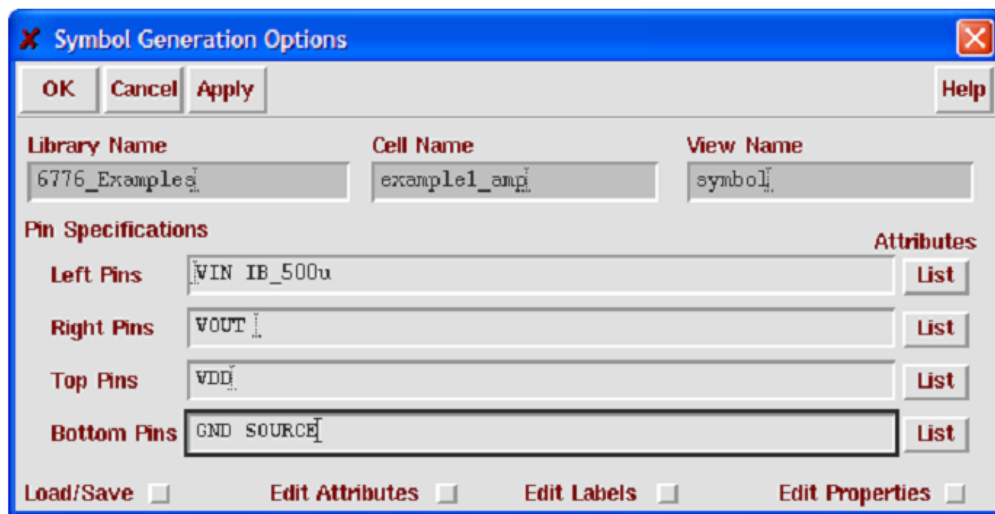 Symbol Generation Options
OK Cancel Apply Help
Library Name Cell Name View Name
6776_Examples example1_amp symbol
Pin Specifications
Attributes
Left Pins VIN IB_500u List
Right Pins VOUT List
Top Pins VDD List
Bottom Pins GND SOURCE List
Load/Save Edit Attributes Edit Labels Edit Properties